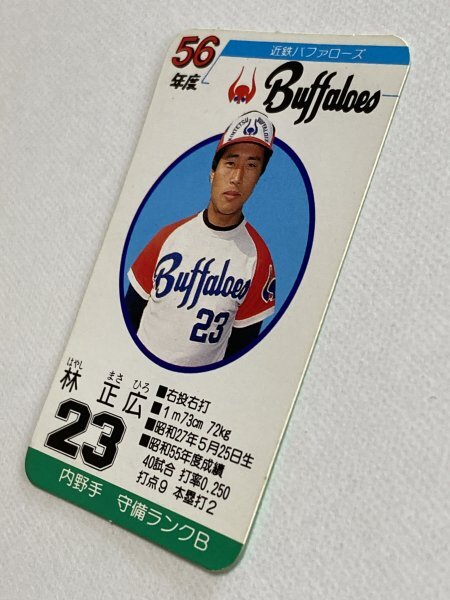 56
年度
近鉄バファローズ
Buffaloes
KINTETSU BUFFALOES
Buffaloes
23
はやし まさ ひろ
林 正広
23
■右投右打
■1m73cm 72kg
■昭和27年5月25日生
■昭和55年度成績
40試合 打率0.250
打点9 本塁打2
内野手 守備ランクB